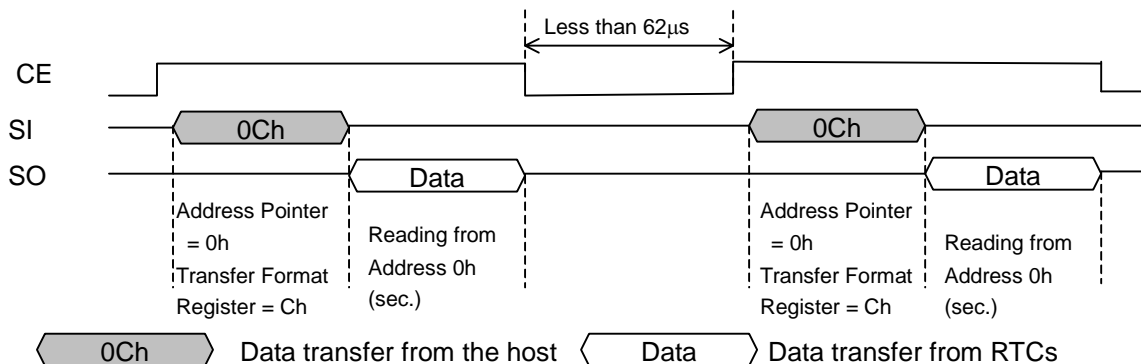 Less than 62μs
CE
SI
0Ch
0Ch
SO
Data
Data
Address Pointer
= 0h
Transfer Format
Register = Ch
Reading from
Address 0h
(sec.)
Address Pointer
= 0h
Transfer Format
Register = Ch
Reading from
Address 0h
(sec.)
0Ch Data transfer from the host Data Data transfer from RTCs